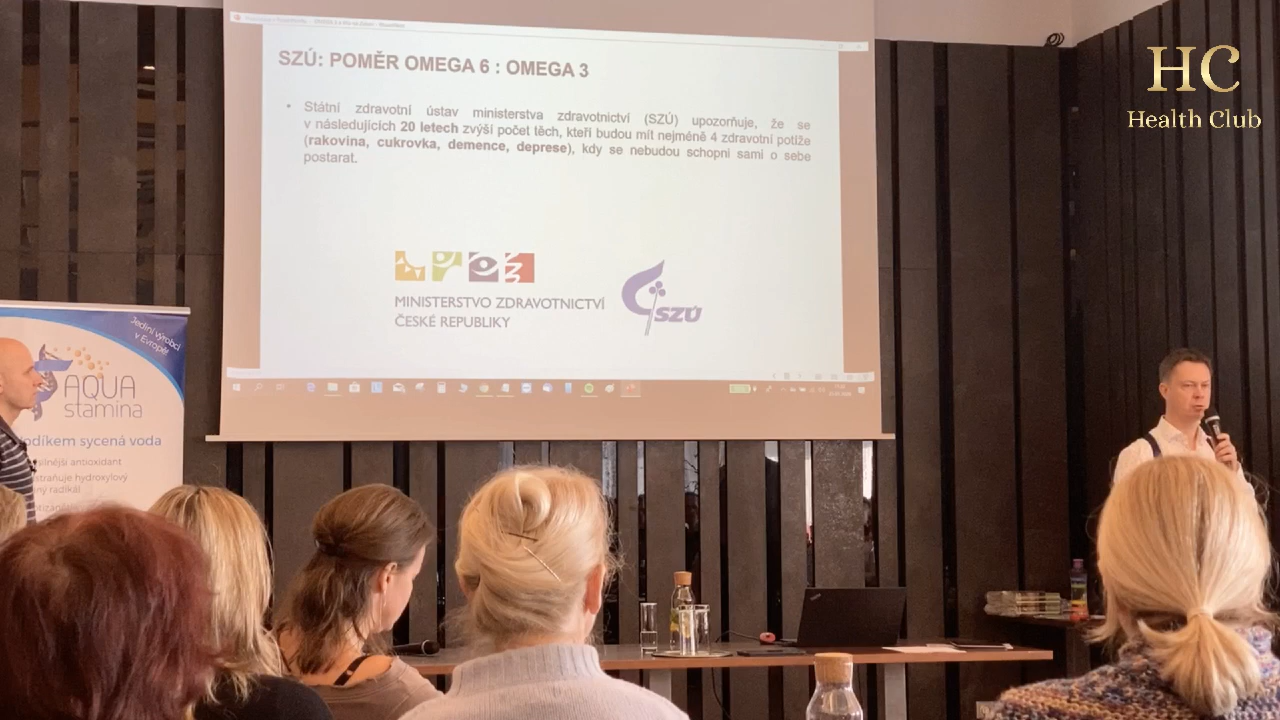 HC
Health Club
SZÚ: POMĚR OMEGA 6 : OMEGA 3
• Státní zdravotní ústav ministerstva zdravotnictví (SZÚ) upozorňuje, že se
v následujících 20 letech zvýší počet těch, kteří budou mít nejméně 4 zdravotní potíže
(rakovina, cukrovka, demence, deprese), kdy se nebudou schopni sami o sebe
postarat.
MINISTERSTVO ZDRAVOTNICTVÍ
ČESKÉ REPUBLIKY
SZÚ
Jediní výrobci
v Evropě!
AQUA
stamina
sycená voda
antioxidant
hydroxylový
radikál